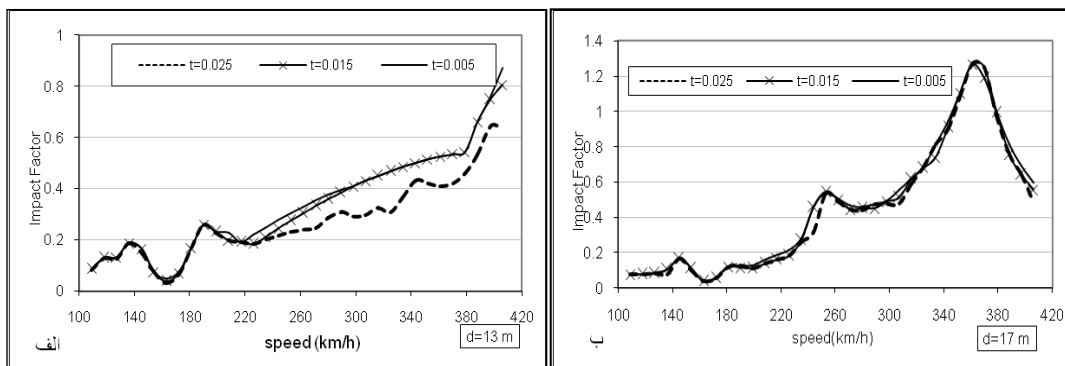 1
0.8
0.6
0.4
0.2
0
Impact Factor
t=0.025 t=0.015 t=0.005
100 140 180 220 260 300 340 380 420
speed (km/h)
d=13 m
الف
1.4
1.2
1
0.8
0.6
0.4
0.2
0
Impact Factor
t=0.025 t=0.015 t=0.005
100 140 180 220 260 300 340 380 420
speed(km/h)
d=17 m